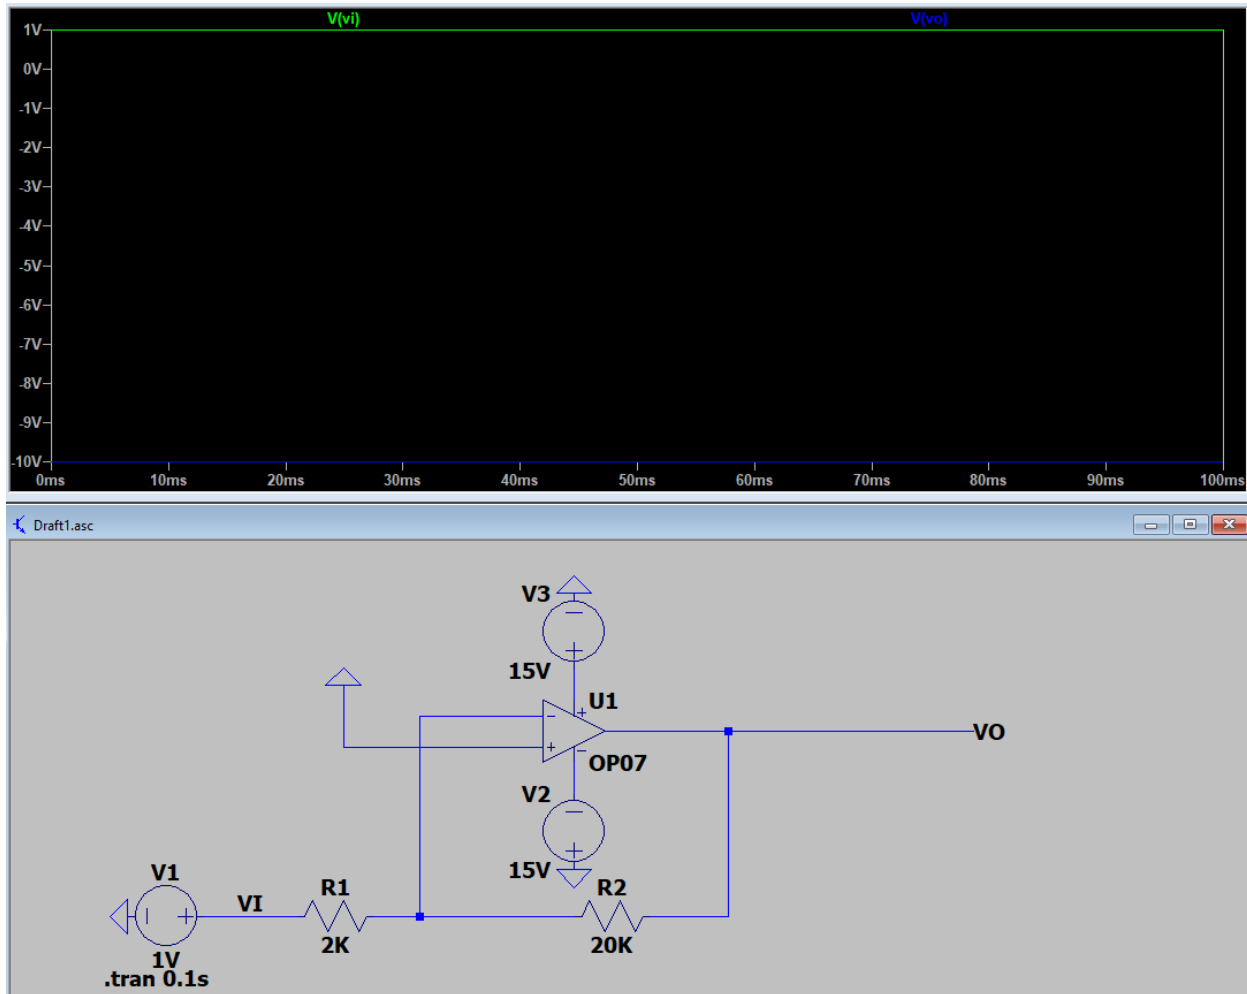 V(vi) V(vo)
1V
0V
-1V
-2V
-3V
-4V
-5V
-6V
-7V
-8V
-9V
-10V
0ms 10ms 20ms 30ms 40ms 50ms 60ms 70ms 80ms 90ms 100ms
Draft1.asc
V3
15V
U1
VO
OP07
V2
15V
V1
VI
R1
R2
2K
20K
1V
.tran 0.1s